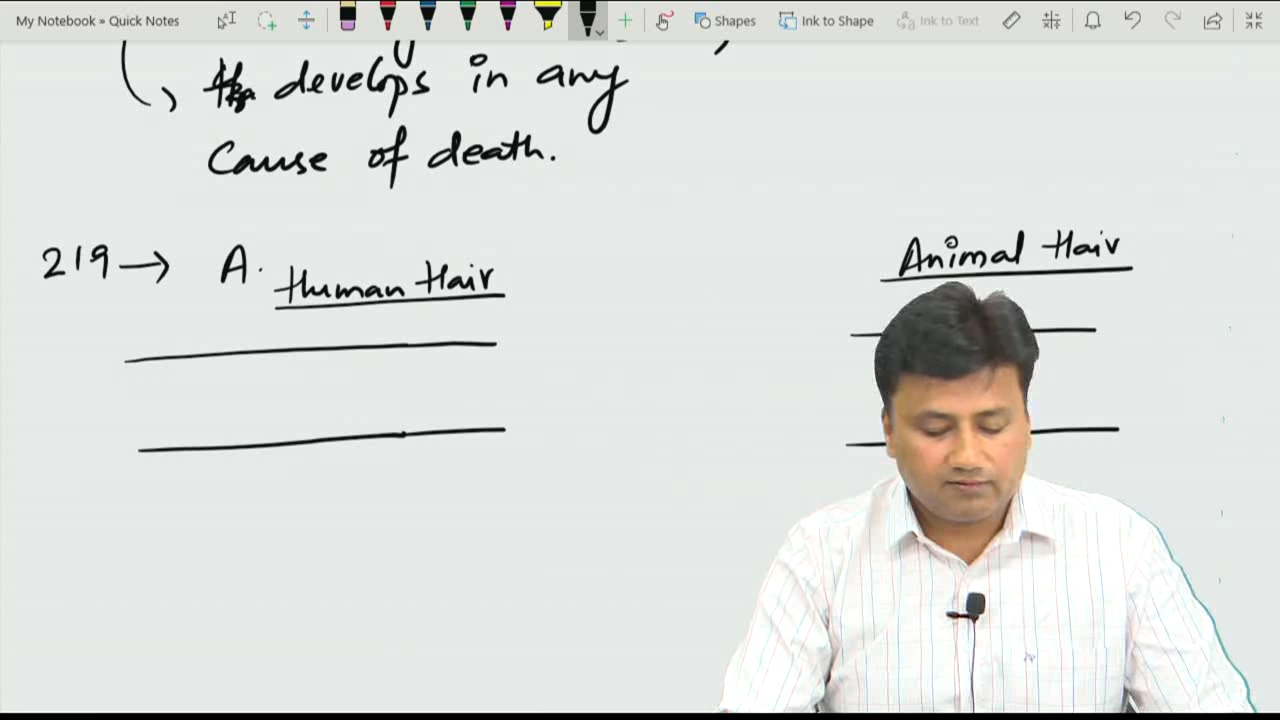 My Notebook » Quick Notes
Shapes
Ink to Shape
Ink to Text
develops in any
Cause of death.
219 → A.
Human Hair
Animal Hair